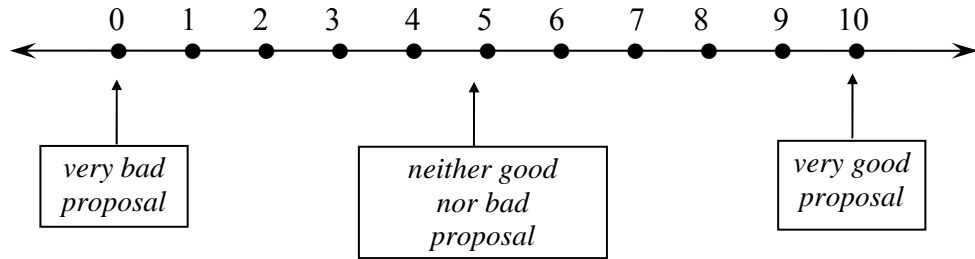 0 1 2 3 4 5 6 7 8 9 10
very bad
proposal
neither good
nor bad
proposal
very good
proposal